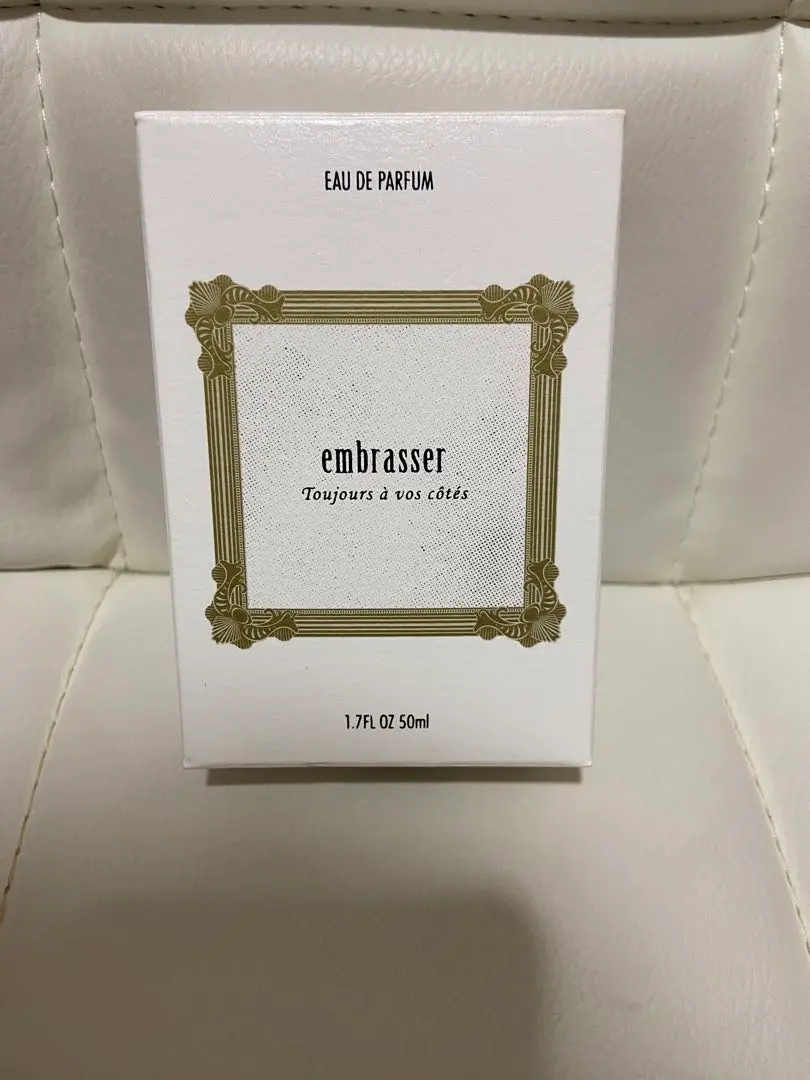 EAU DE PARFUM
embrasser
Toujours à vos côtés
1.7FL OZ 50ml